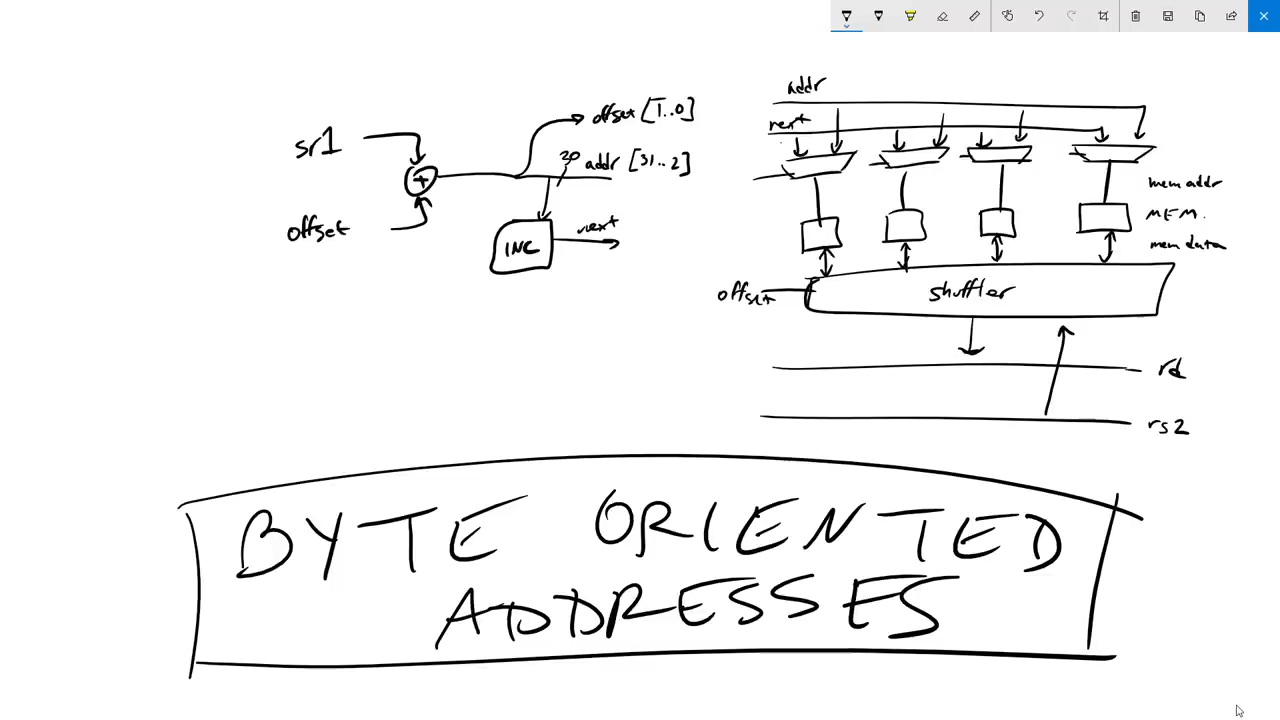 sr1
offset
offset [1..0]
30 addr [31..2]
INC
next
addr
next
mem addr
MEM.
mem data
offset
shuffler
rd
rs2
BYTE ORIENTED
ADDRESSES